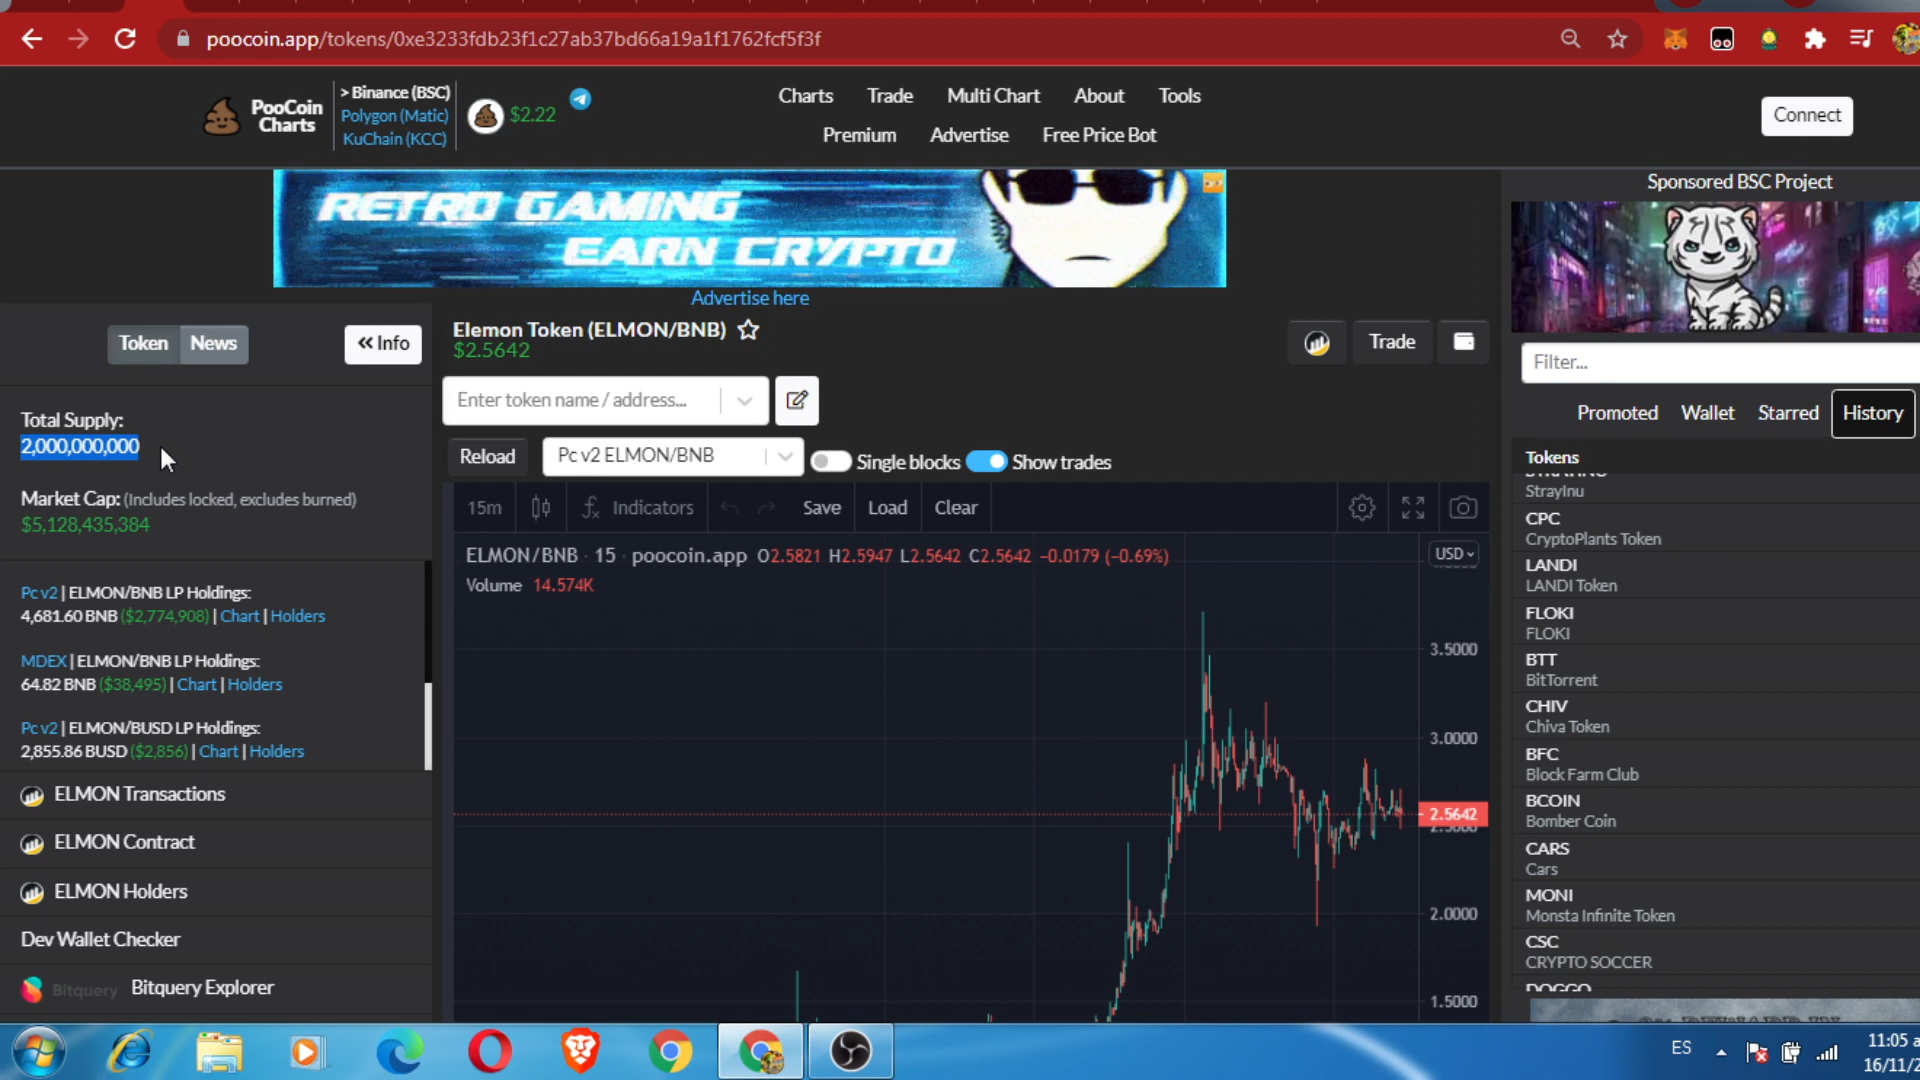 poocoin.app/tokens/0xe3233fdb23f1c27ab37bd66a19a1f1762fcf5f3f
PooCoin
Charts
> Binance (BSC)
Polygon (Matic)
KuChain (KCC)
$2.22
Charts Trade Multi Chart About Tools
Premium Advertise Free Price Bot
Connect
RETRO GAMING
EARN CRYPTO
Advertise here
Sponsored BSC Project
Token News
« Info
Total Supply:
2,000,000,000
Market Cap: (Includes locked, excludes burned)
$5,128,435,384
Pc v2 | ELMON/BNB LP Holdings:
4,681.60 BNB ($2,774,908) | Chart | Holders
MDEX | ELMON/BNB LP Holdings:
64.82 BNB ($38,495) | Chart | Holders
Pc v2 | ELMON/BUSD LP Holdings:
2,855.86 BUSD ($2,856) | Chart | Holders
ELMON Transactions
ELMON Contract
ELMON Holders
Dev Wallet Checker
Bitquery Bitquery Explorer
Elemon Token (ELMON/BNB)
$2.5642
Trade
Enter token name / address...
Reload
Pc v2 ELMON/BNB
Single blocks
Show trades
15m Indicators Save Load Clear
ELMON/BNB · 15 · poocoin.app O2.5821 H2.5947 L2.5642 C2.5642 −0.0179 (−0.69%)
USD
Volume 14.574K
3.5000
3.0000
2.5642
2.0000
1.5000
Filter...
Promoted Wallet Starred History
Tokens
StrayInu
CPC
CryptoPlants Token
LANDI
LANDI Token
FLOKI
FLOKI
BTT
BitTorrent
CHIV
Chiva Token
BFC
Block Farm Club
BCOIN
Bomber Coin
CARS
Cars
MONI
Monsta Infinite Token
CSC
CRYPTO SOCCER
DOGGO
ES
11:05 a
16/11/2